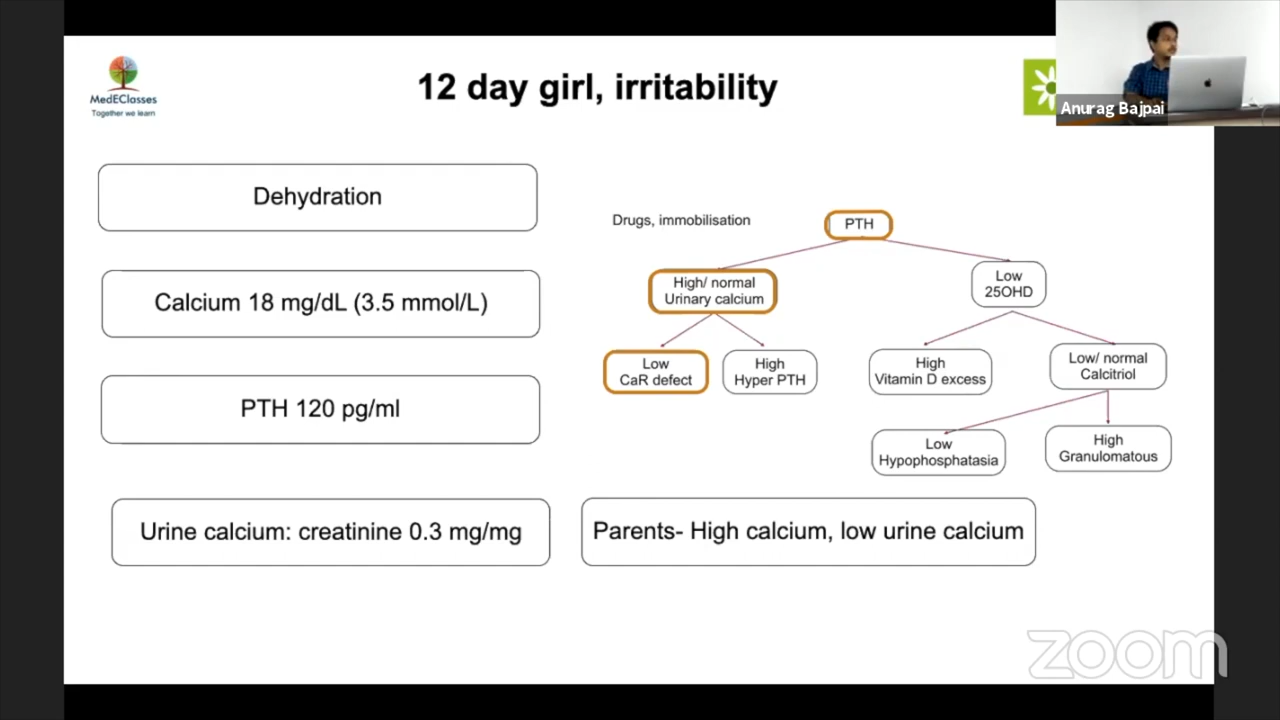 MedEClasses
Together we learn
12 day girl, irritability
Anurag Bajpai
Dehydration
Calcium 18 mg/dL (3.5 mmol/L)
PTH 120 pg/ml
Urine calcium: creatinine 0.3 mg/mg
Drugs, immobilisation
PTH
High/ normal
Urinary calcium
Low
25OHD
Low
CaR defect
High
Hyper PTH
High
Vitamin D excess
Low/ normal
Calcitriol
Low
Hypophosphatasia
High
Granulomatous
Parents- High calcium, low urine calcium
zoom